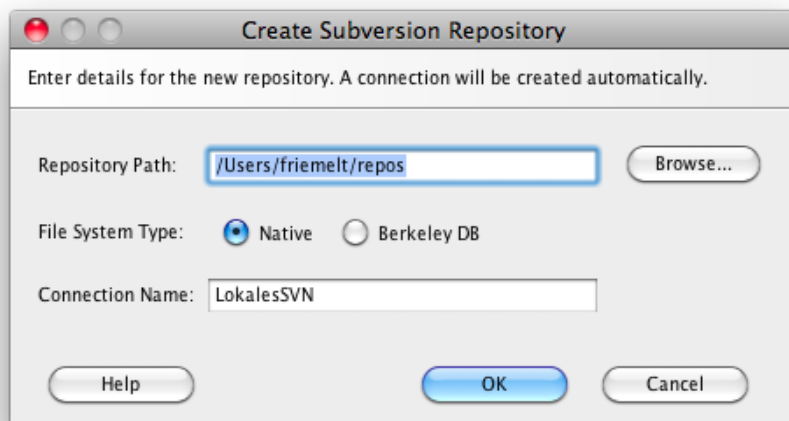 Create Subversion Repository
Enter details for the new repository. A connection will be created automatically.
Repository Path: /Users/friemelt/repos Browse...
File System Type: Native Berkeley DB
Connection Name: LokalesSVN
Help OK Cancel